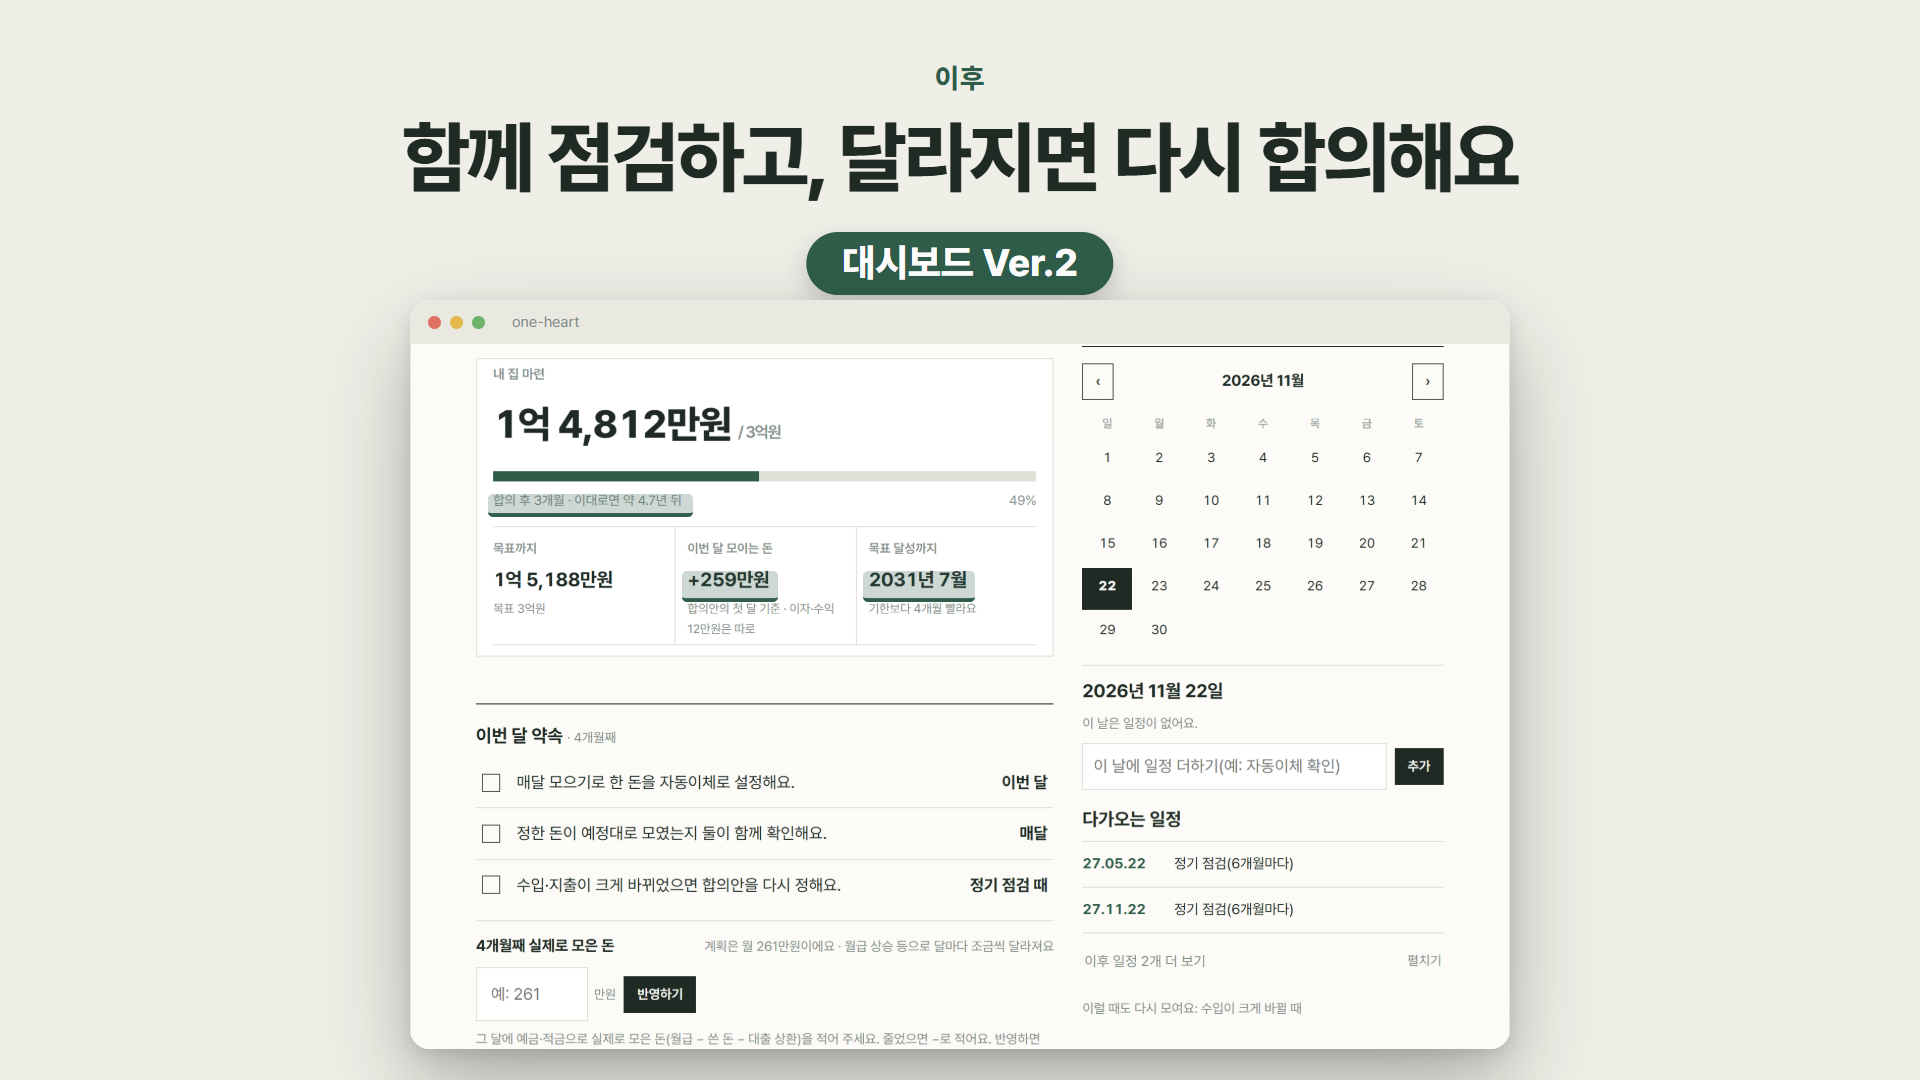 이후
함께 점검하고, 달라지면 다시 합의해요
대시보드 Ver.2
one-heart
내 집 마련
1억 4,812만원 / 3억원
합의 후 3개월 · 이대로면 약 4.7년 뒤
49%
목표까지
1억 5,188만원
목표 3억원
이번 달 모이는 돈
+259만원
합의안의 첫 달 기준 · 이자·수익
12만원은 따로
목표 달성까지
2031년 7월
기한보다 4개월 빨라요
이번 달 약속 · 4개월째
매달 모으기로 한 돈을 자동이체로 설정해요. 이번 달
정한 돈이 예정대로 모였는지 둘이 함께 확인해요. 매달
수입·지출이 크게 바뀌었으면 합의안을 다시 정해요. 정기 점검 때
4개월째 실제로 모은 돈
계획은 월 261만원이에요 · 월급 상승 등으로 달마다 조금씩 달라져요
예: 261 만원 반영하기
그 달에 예금·적금으로 실제로 모은 돈(월급 − 쓴 돈 − 대출 상환)을 적어 주세요. 줄었으면 −로 적어요. 반영하면
‹ 2026년 11월 ›
일 월 화 수 목 금 토
1 2 3 4 5 6 7
8 9 10 11 12 13 14
15 16 17 18 19 20 21
22 23 24 25 26 27 28
29 30
2026년 11월 22일
이 날은 일정이 없어요.
이 날에 일정 더하기(예: 자동이체 확인) 추가
다가오는 일정
27.05.22 정기 점검(6개월마다)
27.11.22 정기 점검(6개월마다)
이후 일정 2개 더 보기 펼치기
이럴 때도 다시 모여요: 수입이 크게 바뀔 때